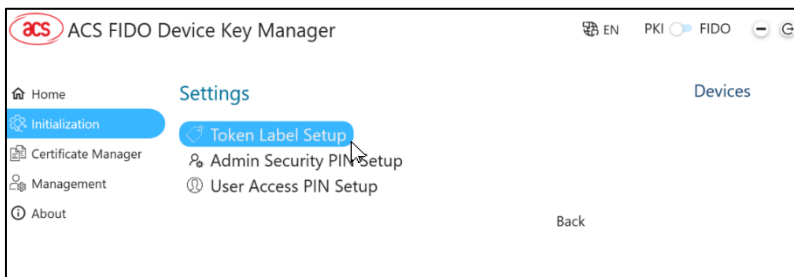 acs ACS FIDO Device Key Manager EN PKI FIDO
Home
Settings
Devices
Initialization
Token Label Setup
Certificate Manager
Admin Security PIN Setup
Management
User Access PIN Setup
About
Back